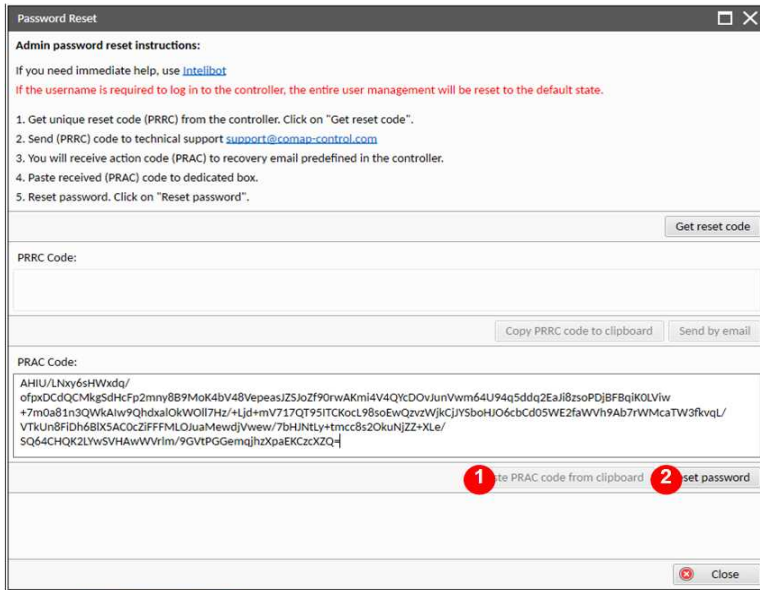 Password Reset
Admin password reset instructions:
If you need immediate help, use Intelibot
If the username is required to log in to the controller, the entire user management will be reset to the default state.
1. Get unique reset code (PRRC) from the controller. Click on "Get reset code".
2. Send (PRRC) code to technical support support@comap-control.com
3. You will receive action code (PRAC) to recovery email predefined in the controller.
4. Paste received (PRAC) code to dedicated box.
5. Reset password. Click on "Reset password".
Get reset code
PRRC Code:
Copy PRRC code to clipboard Send by email
PRAC Code:
AHIU/LNxy6sHWxdq/
ofpxDCdQCMkgSdHcFp2mny8B9MoK4bV48VepeasJZSJoZf90rwAKmi4V4QYcDOvJunVwm64U94q5ddq2EaJi8zsoPDjBFBqiK0LViw
+7m0a81n3QWkAIw9QhdxalOkWOll7Hz/+Ljd+mV717QT95ITCKocL98soEwQzvzWjkCjJYSboHJO6cbCd05WE2faWVh9Ab7rWMcaTW3fkvqL/
VTkUn8FiDh6BlX5AC0cZiFFFMLOJuaMewdjVwew/7bHJNtLy+tmcc8s2OkuNjZZ+XLe/
SQ64CHQK2LYwSVHAwWVrlm/9GVtPGGemqjhzXpaEKCzcXZQ=
1 te PRAC code from clipboard 2 eset password
Close